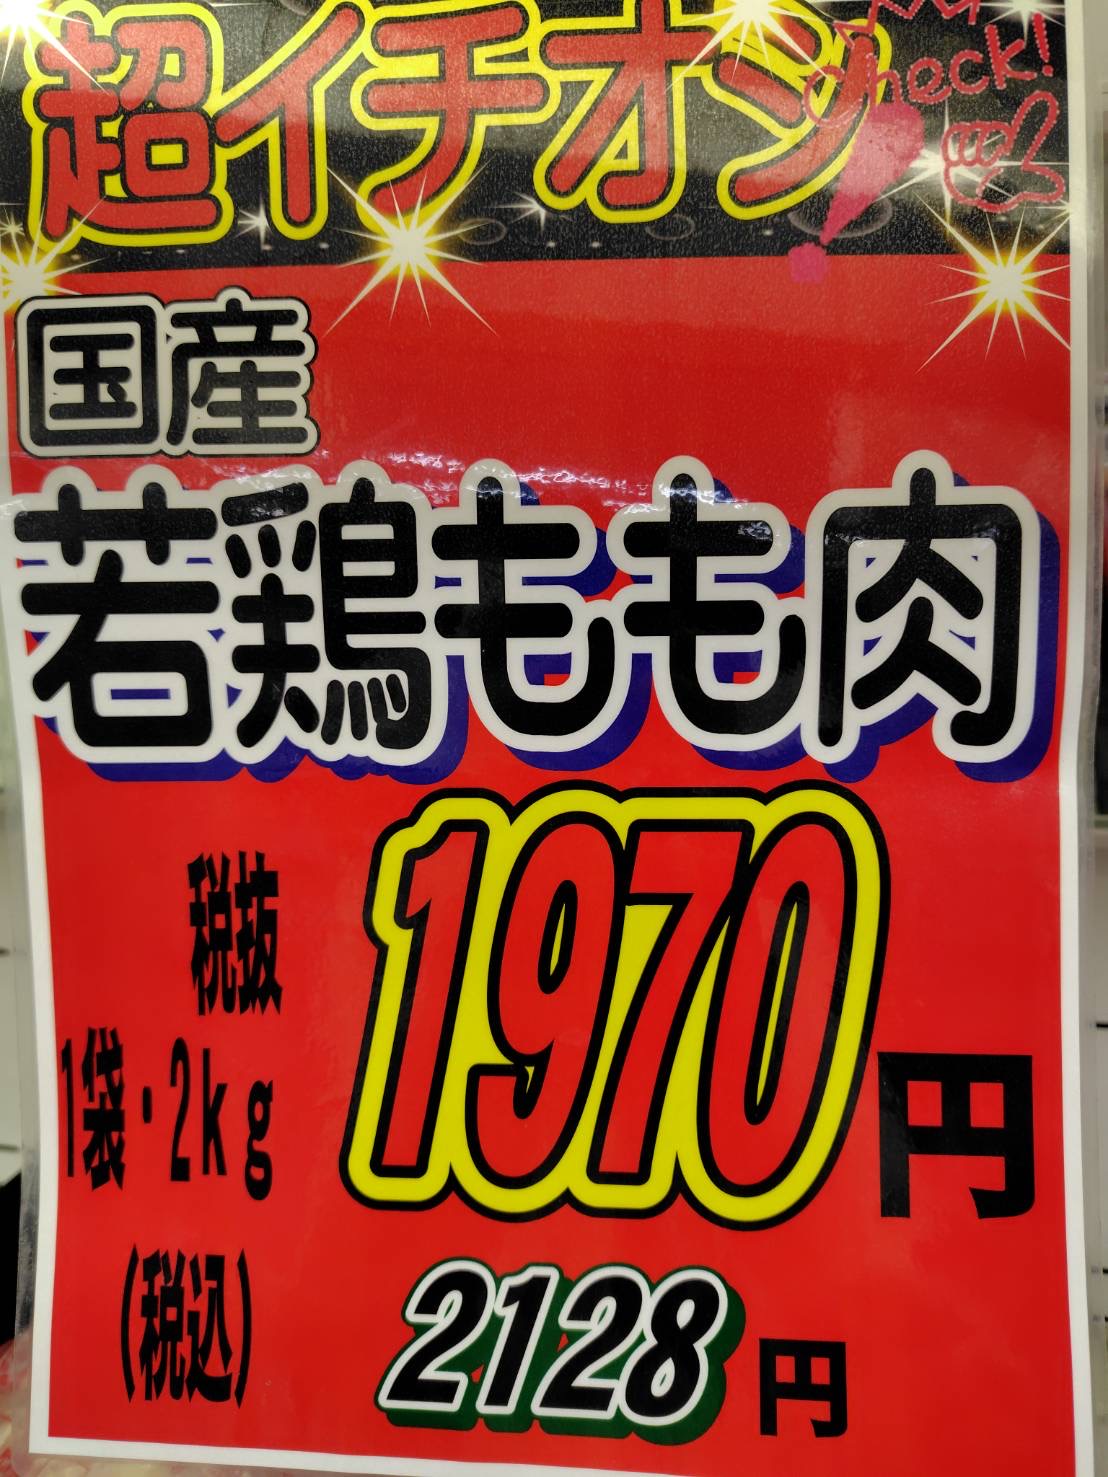 超イチオシ
check!
国産
若鶏もも肉
税抜
1袋・2kg
1970円
(税込)
2128円